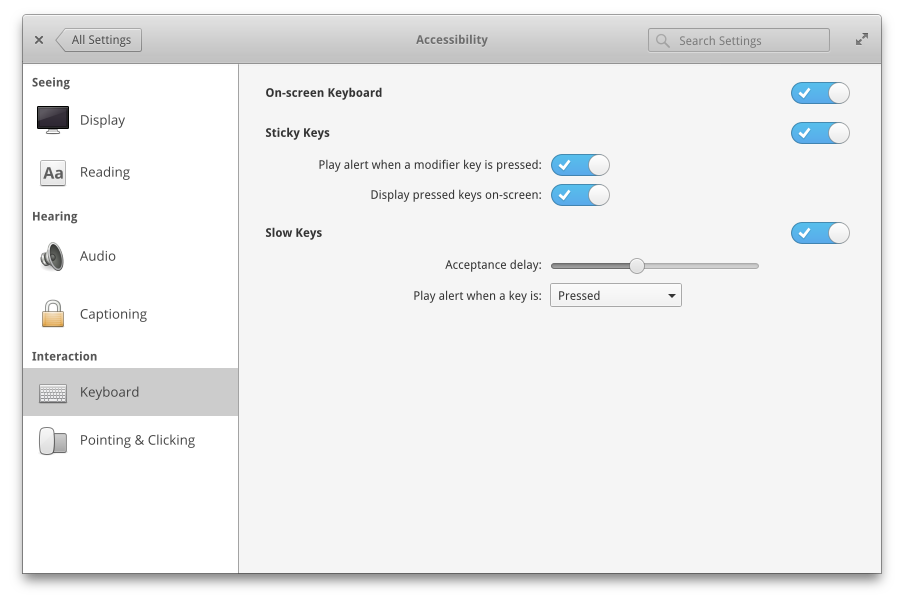 All Settings
Accessibility
Search Settings
Seeing
Display
Aa
Reading
Hearing
Audio
Captioning
Interaction
Keyboard
Pointing & Clicking
On-screen Keyboard
Sticky Keys
Play alert when a modifier key is pressed:
Display pressed keys on-screen:
Slow Keys
Acceptance delay:
Play alert when a key is: Pressed